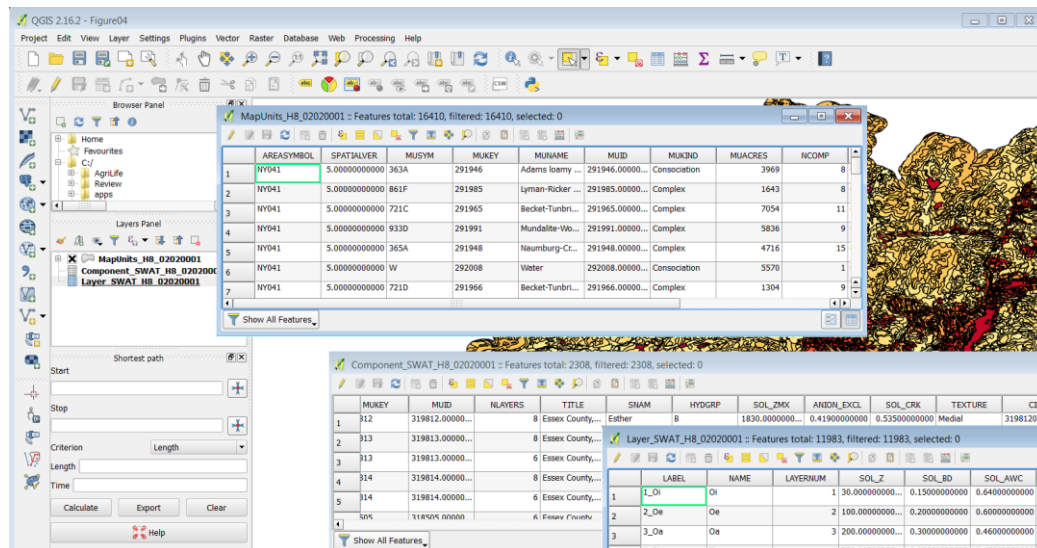 QGIS 2.16.2 - Figure04
Project Edit View Layer Settings Plugins Vector Raster Database Web Processing Help
Browser Panel
Home
Favourites
C:/
AgriLife
Review
apps
Layers Panel
MapUnits_H8_02020001
Component_SWAT_H8_020200
Layer_SWAT_H8_02020001
Shortest path
Start
Stop
Criterion Length
Length
Time
Calculate Export Clear
Help
MapUnits_H8_02020001 :: Features total: 16410, filtered: 16410, selected: 0
AREASYMBOL SPATIALVER MUSYM MUKEY MUNAME MUID MUKIND MUACRES NCOMP
1 NY041 5.00000000000 363A 291946 Adams loamy ... 291946.00000... Consociation 3969 8
2 NY041 5.00000000000 861F 291985 Lyman-Ricker ... 291985.00000... Complex 1643 8
3 NY041 5.00000000000 721C 291965 Becket-Tunbri... 291965.00000... Complex 7054 11
4 NY041 5.00000000000 933D 291991 Mundalite-Wo... 291991.00000... Complex 5836 9
5 NY041 5.00000000000 365A 291948 Naumburg-Cr... 291948.00000... Complex 4716 15
6 NY041 5.00000000000 W 292008 Water 292008.00000... Consociation 5570 1
7 NY041 5.00000000000 721D 291966 Becket-Tunbri... 291966.00000... Complex 1304 9
Show All Features
Component_SWAT_H8_02020001 :: Features total: 2308, filtered: 2308, selected: 0
MUKEY MUID NLAYERS TITLE SNAM HYDGRP SOL_ZMX ANION_EXCL SOL_CRK TEXTURE
1 312 319812.00000... 8 Essex County,... Esther B 1830.0000000... 0.41900000000 0.53500000000 Medial 3198120
2 313 319813.00000... 8 Essex County,...
3 313 319813.00000... 6 Essex County,...
4 314 319814.00000... 8 Essex County,...
5 314 319814.00000... 6 Essex County,...
505 318505.00000 6 Essex County
Show All Features
Layer_SWAT_H8_02020001 :: Features total: 11983, filtered: 11983, selected: 0
LABEL NAME LAYERNUM SOL_Z SOL_BD SOL_AWC
1 1_Oi Oi 1 30.000000000... 0.15000000000 0.64000000000
2 2_Oe Oe 2 100.00000000... 0.20000000000 0.60000000000
3 3_Oa Oa 3 200.00000000... 0.30000000000 0.46000000000